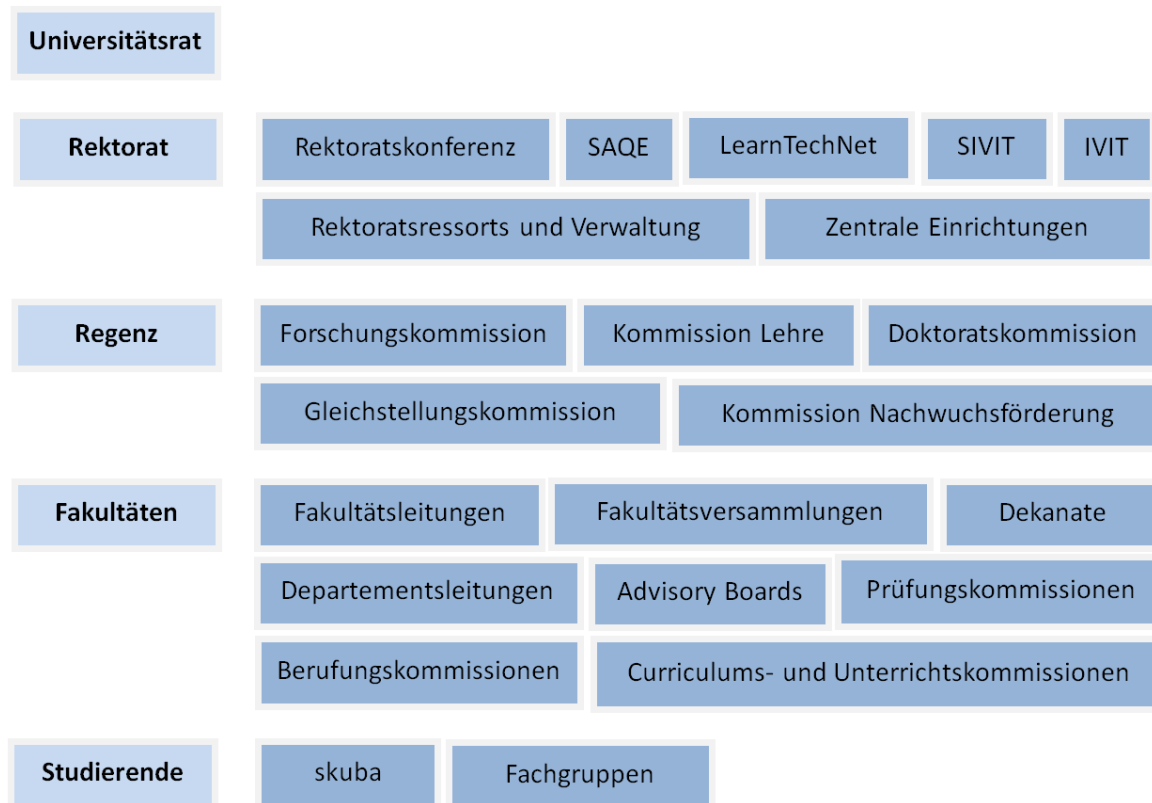 Universitätsrat
Rektorat
Rektoratskonferenz
SAQE
LearnTechNet
SIVIT
IVIT
Rektoratsressorts und Verwaltung
Zentrale Einrichtungen
Regenz
Forschungskommission
Kommission Lehre
Doktoratskommission
Gleichstellungskommission
Kommission Nachwuchsförderung
Fakultäten
Fakultätsleitungen
Fakultätsversammlungen
Dekanate
Departementsleitungen
Advisory Boards
Prüfungskommissionen
Berufungskommissionen
Curriculums- und Unterrichtskommissionen
Studierende
skuba
Fachgruppen